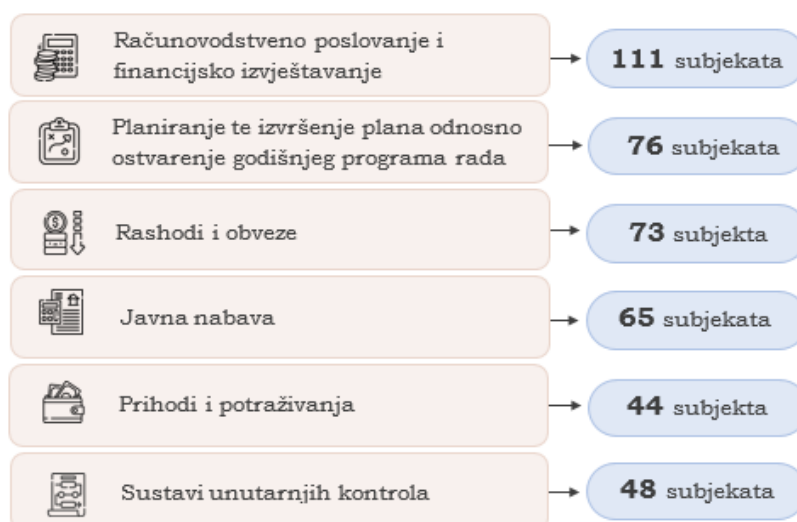 Računovodstveno poslovanje i
financijsko izvještavanje
111 subjekata
Planiranje te izvršenje plana odnosno
ostvarenje godišnjeg programa rada
76 subjekata
Rashodi i obveze
73 subjekta
Javna nabava
65 subjekata
Prihodi i potraživanja
44 subjekta
Sustavi unutarnjih kontrola
48 subjekata